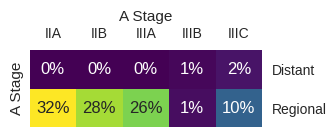 A Stage
IIA IIB IIIA IIIB IIIC
0% 0% 0% 1% 2% Distant
32% 28% 26% 1% 10% Regional
A Stage